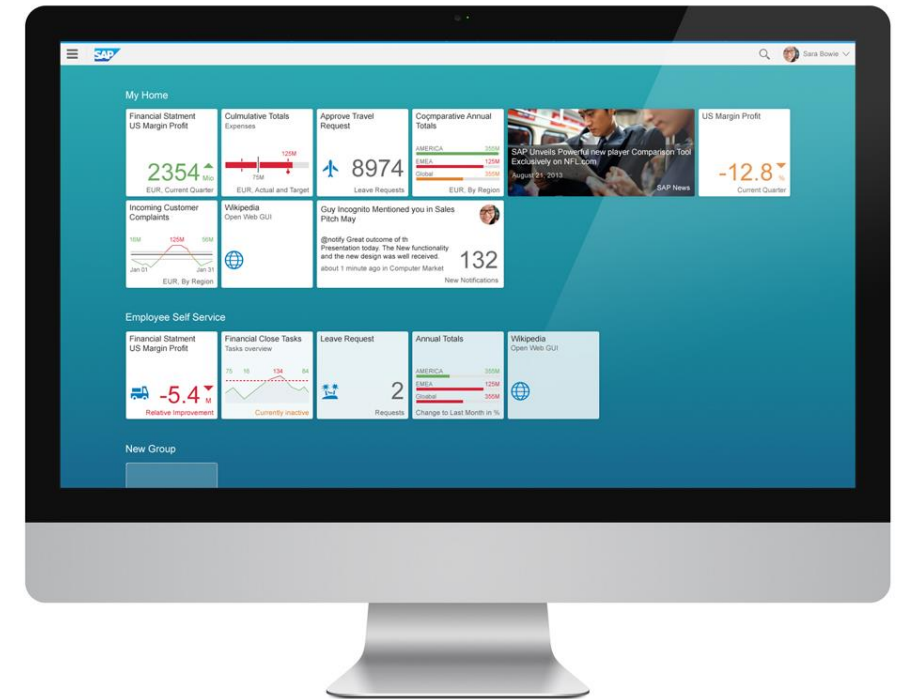 SAP
Sara Bowie
My Home
Financial Statment
US Margin Profit
2354
Mio
EUR, Current Quarter
Culmulative Totals
Expenses
125M
75M
EUR, Actual and Target
Approve Travel
Request
8974
Leave Requests
Coçmparative Annual
Totals
AMERICA 255M
EMEA 125M
Global 355M
EUR, By Region
SAP Unveils Powerful new player Comparison Tool
Exclusively on NFL.com
August 21, 2013
SAP News
US Margin Profit
-12.8
%
Current Quarter
Incoming Customer
Complaints
16M 125M 56M
Jan 01 Jan 31
EUR, By Region
Wikipedia
Open Web GUI
Guy Incognito Mentioned you in Sales
Pitch May
@notify Great outcome of th
Presentation today. The New functionality
and the new design was well received.
about 1 minute ago in Computer Market
132
New Notifications
Employee Self Service
Financial Statment
US Margin Profit
-5.4
M
Relative Improvement
Financial Close Tasks
Tasks overview
75 16 134 84
Currently inactive
Leave Request
2
Requests
Annual Totals
AMERICA 355M
EMEA 125M
Gloabal 355M
Change to Last Month in %
Wikipedia
Open Web GUI
New Group